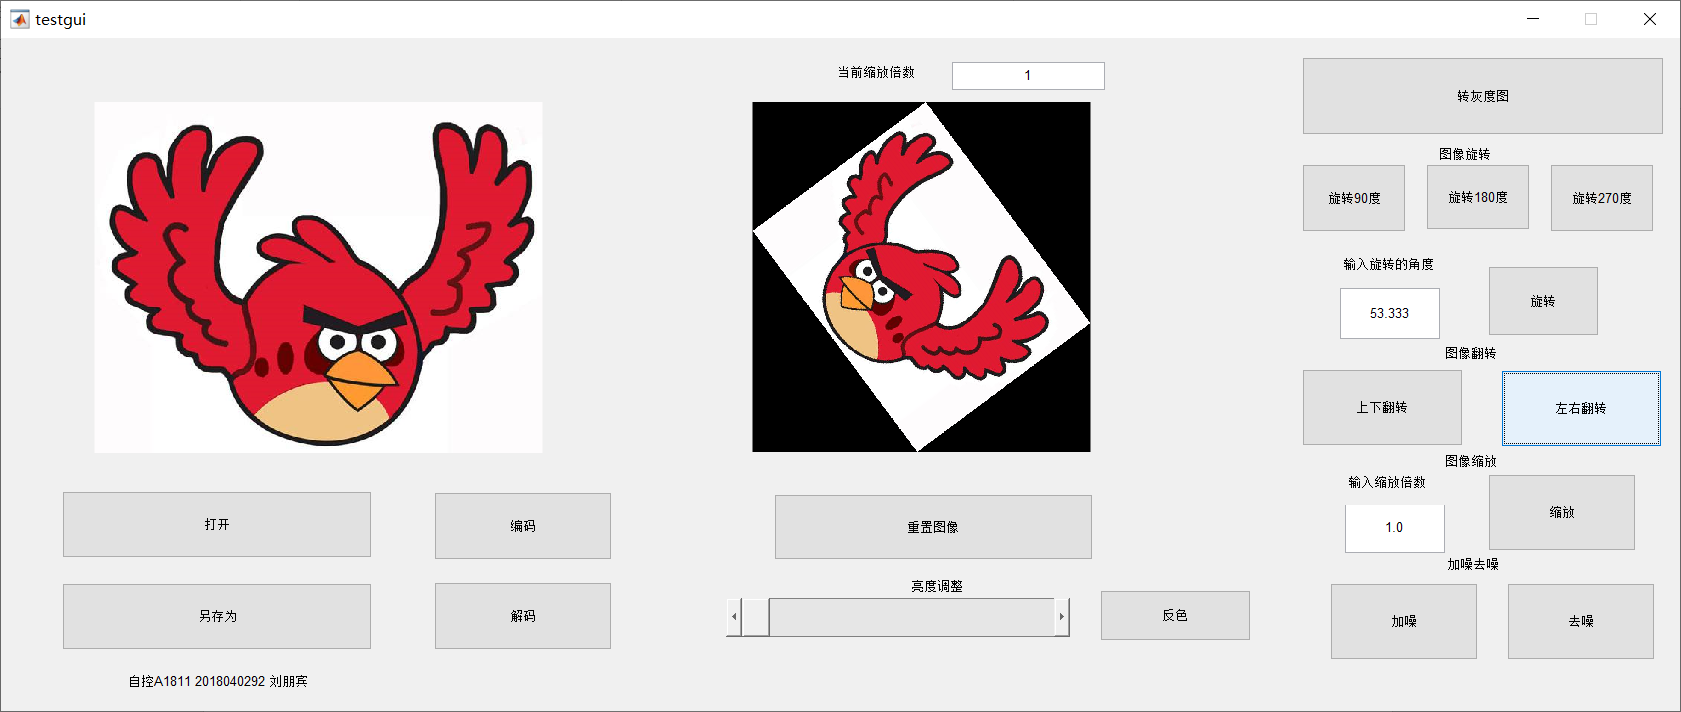 testgui
当前缩放倍数
1
转灰度图
图像旋转
旋转90度
旋转180度
旋转270度
输入旋转的角度
53.333
旋转
图像翻转
上下翻转
左右翻转
图像缩放
输入缩放倍数
1.0
缩放
加噪去噪
加噪
去噪
打开
编码
重置图像
亮度调整
另存为
解码
反色
自控A1811 2018040292 刘朋宾